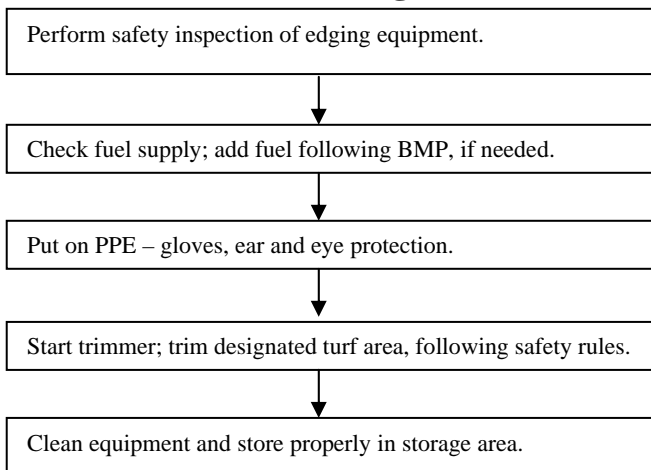 Perform safety inspection of edging equipment.
Check fuel supply; add fuel following BMP, if needed.
Put on PPE – gloves, ear and eye protection.
Start trimmer; trim designated turf area, following safety rules.
Clean equipment and store properly in storage area.